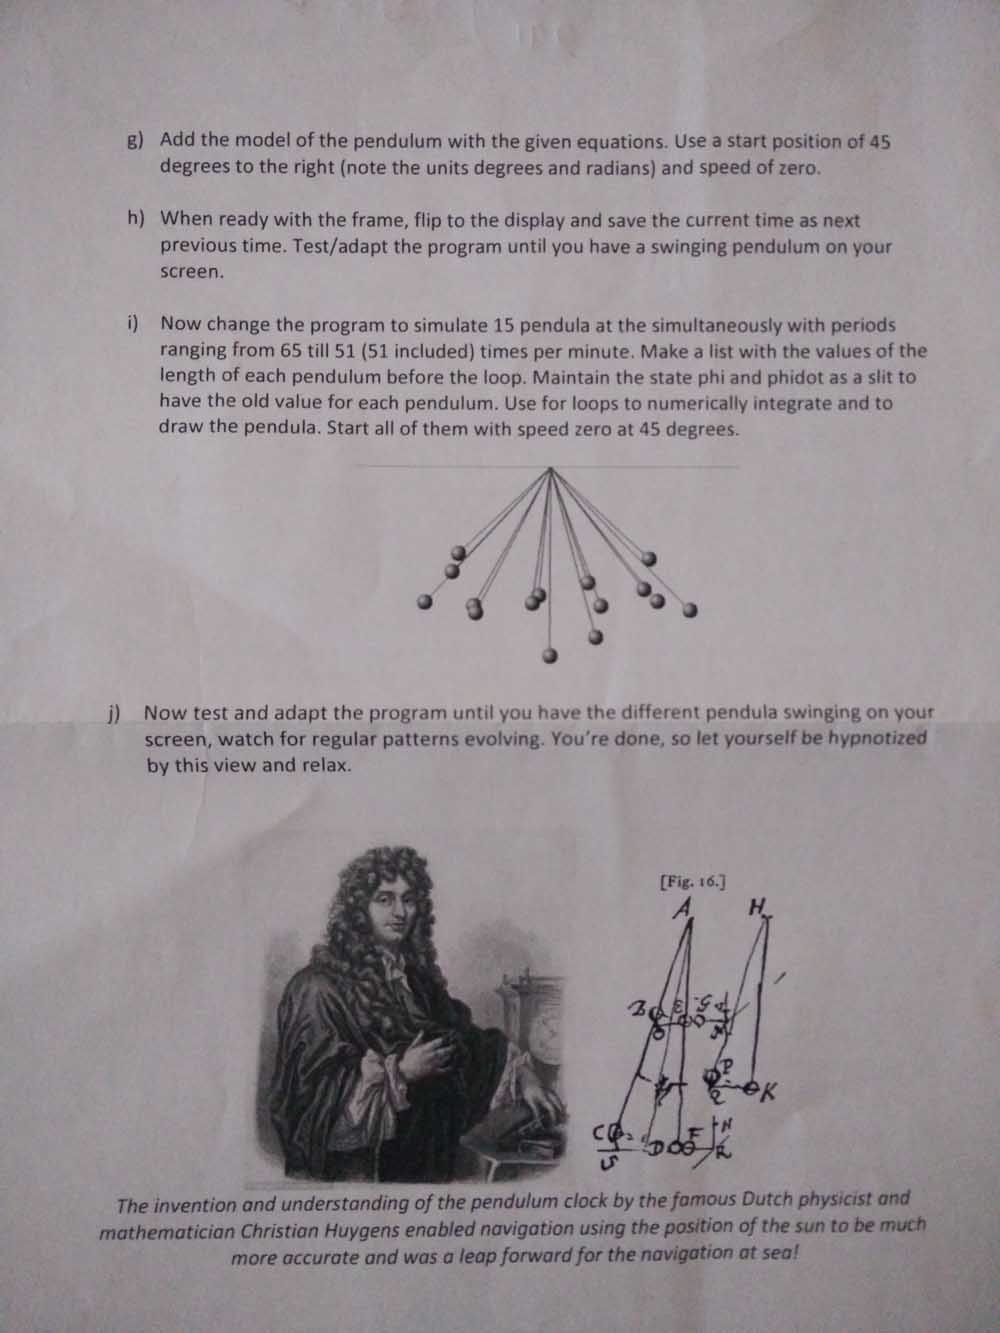 g) Add the model of the pendulum with the given equations. Use a start position of 45
degrees to the right (note the units degrees and radians) and speed of zero.
h) When ready with the frame, flip to the display and save the current time as next
previous time. Test/adapt the program until you have a swinging pendulum on your
screen.
i) Now change the program to simulate 15 pendula at the simultaneously with periods
ranging from 65 till 51 (51 included) times per minute. Make a list with the values of the
length of each pendulum before the loop. Maintain the state phi and phidot as a slit to
have the old value for each pendulum. Use for loops to numerically integrate and to
draw the pendula. Start all of them with speed zero at 45 degrees.
j) Now test and adapt the program until you have the different pendula swinging on your
screen, watch for regular patterns evolving. You're done, so let yourself be hypnotized
by this view and relax.
[Fig. 16.]
A H
B E G
P
K
C D F N
S R
The invention and understanding of the pendulum clock by the famous Dutch physicist and
mathematician Christian Huygens enabled navigation using the position of the sun to be much
more accurate and was a leap forward for the navigation at sea!